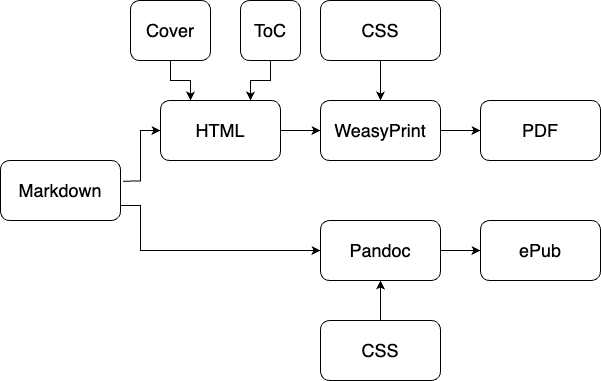 Cover
ToC
CSS
HTML
WeasyPrint
PDF
Markdown
Pandoc
ePub
CSS